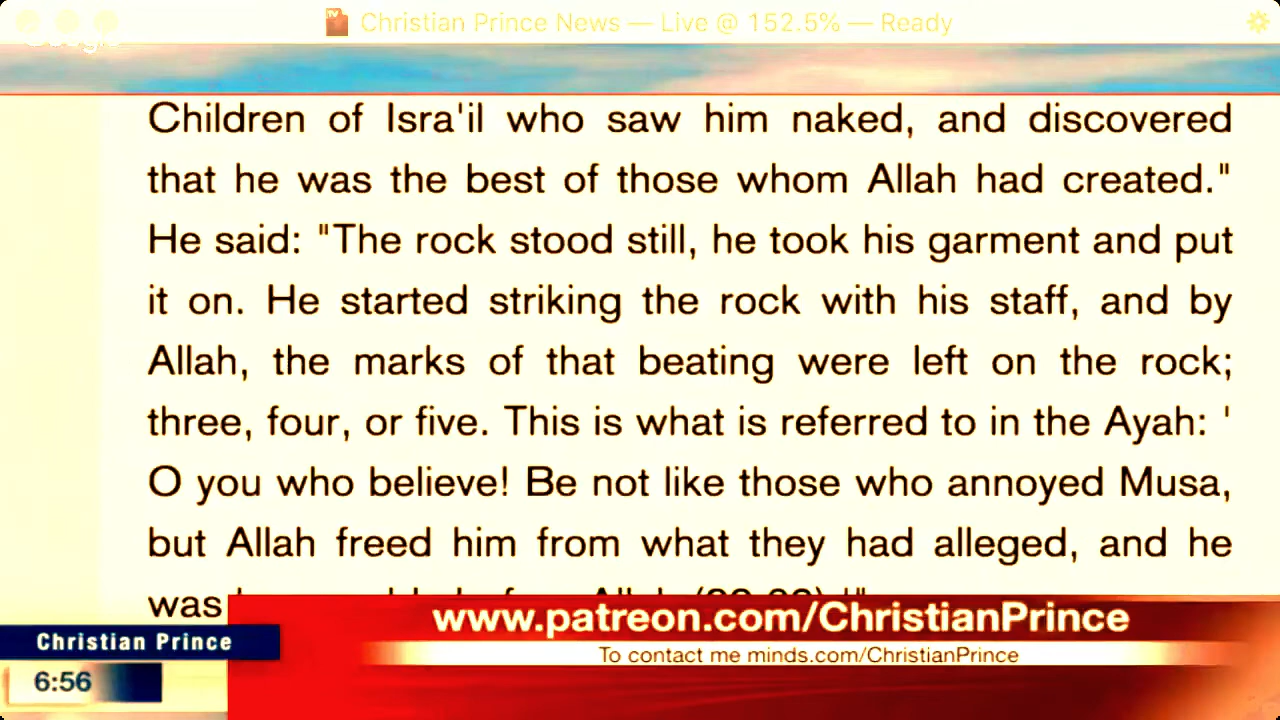 Christian Prince News — Live @ 152.5% — Ready
Children of Isra'il who saw him naked, and discovered
that he was the best of those whom Allah had created."
He said: "The rock stood still, he took his garment and put
it on. He started striking the rock with his staff, and by
Allah, the marks of that beating were left on the rock;
three, four, or five. This is what is referred to in the Ayah: '
O you who believe! Be not like those who annoyed Musa,
but Allah freed him from what they had alleged, and he
was
www.patreon.com/ChristianPrince
To contact me minds.com/ChristianPrince
Christian Prince
6:56